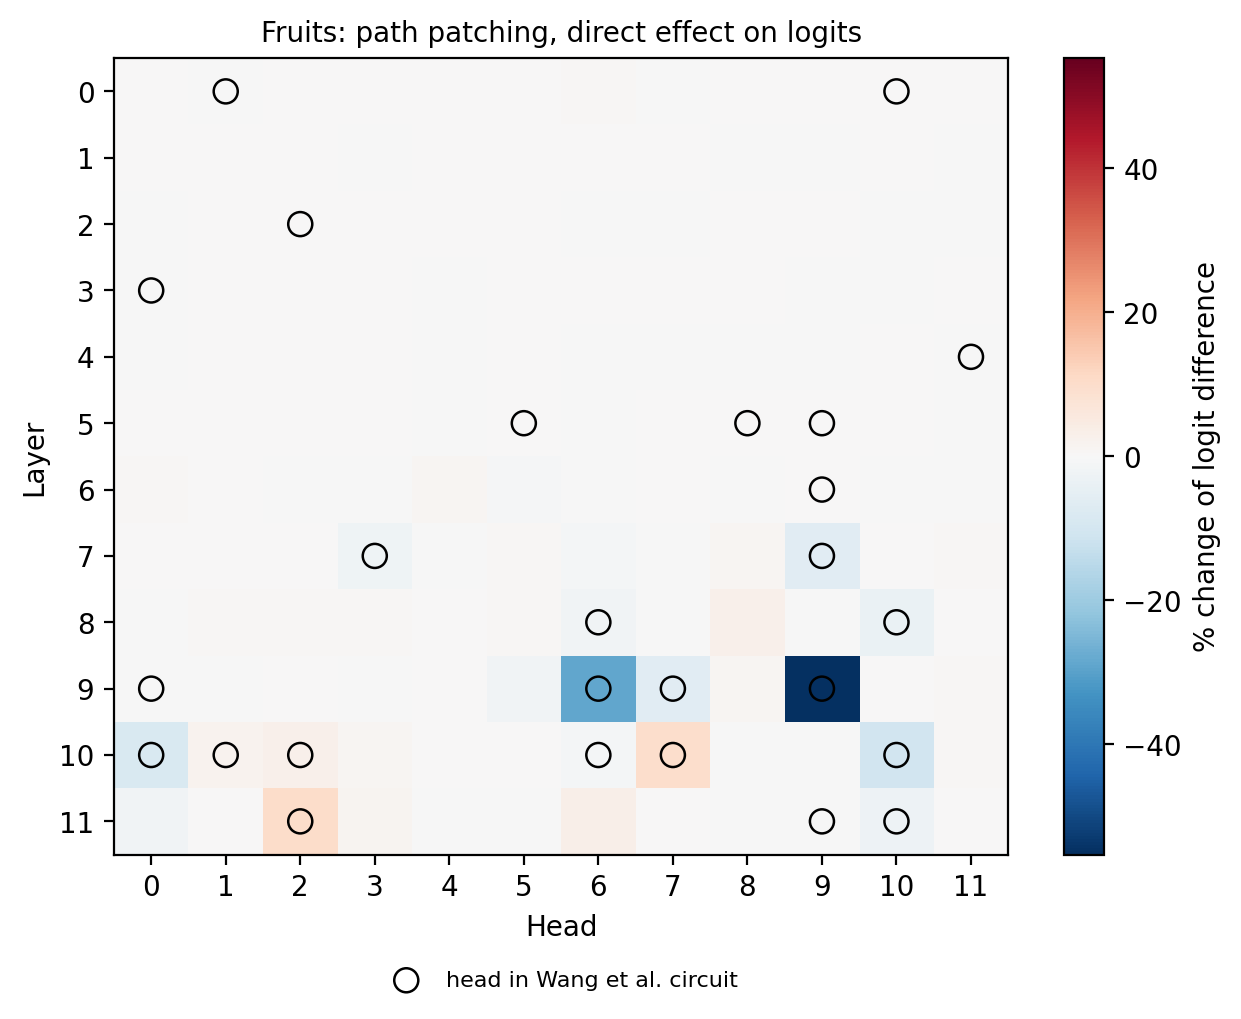 Fruits: path patching, direct effect on logits
0
1
2
3
4
5
6
7
8
9
10
11
Layer
0 1 2 3 4 5 6 7 8 9 10 11
Head
head in Wang et al. circuit
40
20
0
−20
−40
% change of logit difference